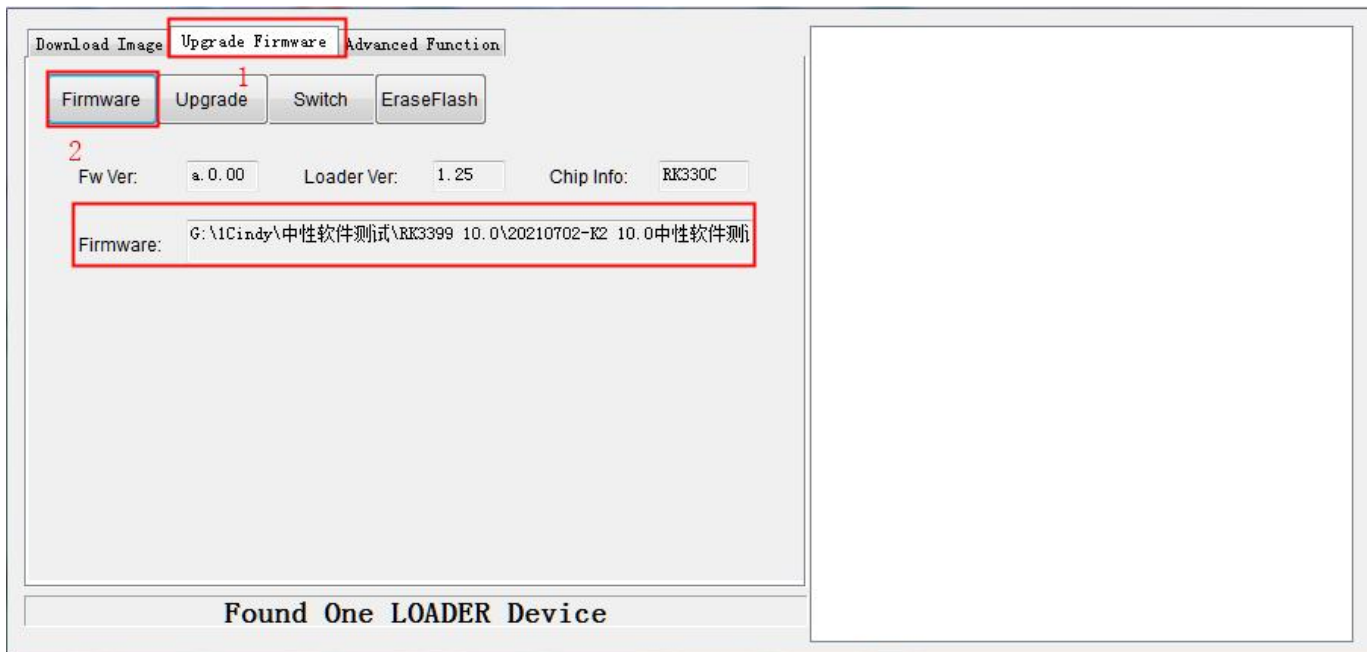 Download Image Upgrade Firmware Advanced Function
1
Firmware Upgrade Switch EraseFlash
2
Fw Ver: a.0.00 Loader Ver: 1.25 Chip Info: RK330C
Firmware: G:\1Cindy\中性软件测试\RK3399 10.0\20210702-K2 10.0中性软件测
Found One LOADER Device